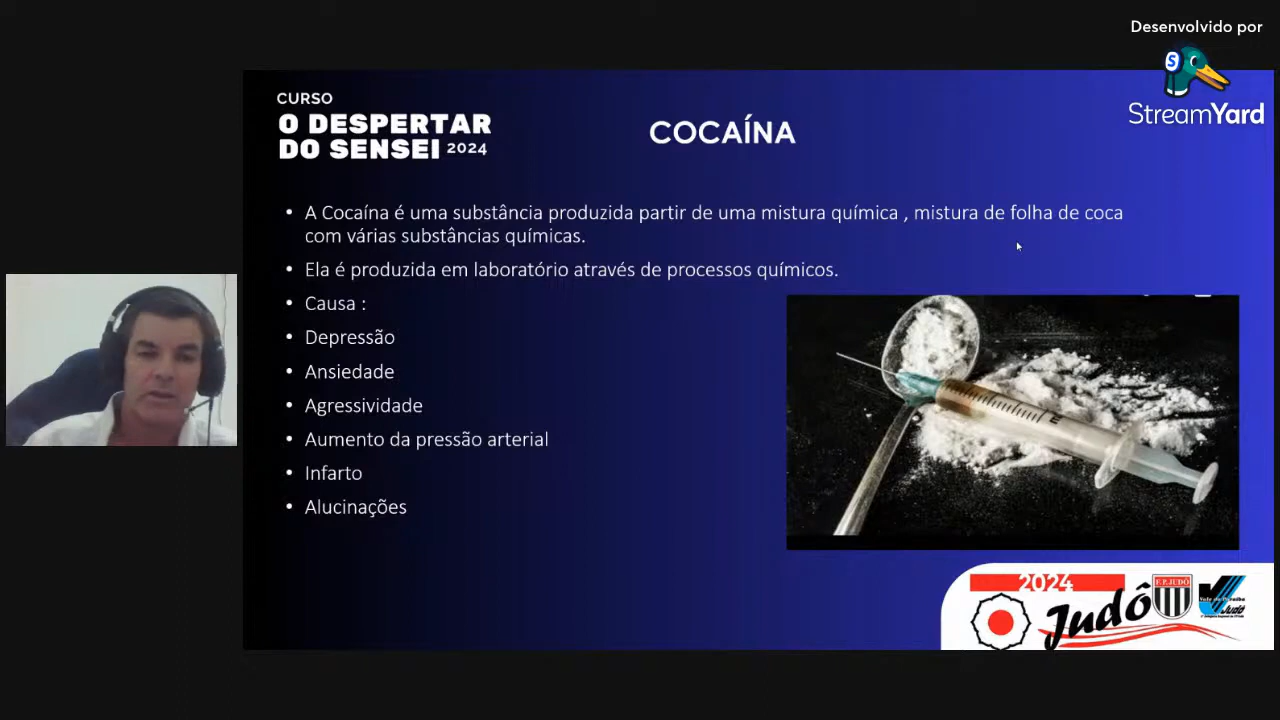 Desenvolvido por
StreamYard
CURSO
O DESPERTAR
DO SENSEI 2024
COCAÍNA
• A Cocaína é uma substância produzida partir de uma mistura química , mistura de folha de coca
com várias substâncias químicas.
• Ela é produzida em laboratório através de processos químicos.
• Causa :
• Depressão
• Ansiedade
• Agressividade
• Aumento da pressão arterial
• Infarto
• Alucinações
2024
Judô
F.P.JUDÔ
Judô